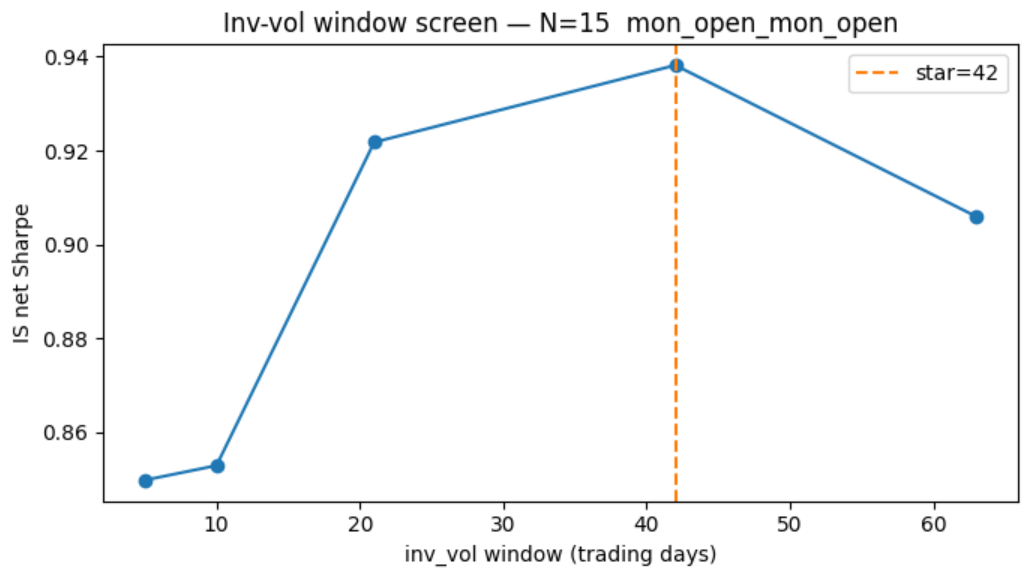 Inv-vol window screen — N=15  mon_open_mon_open
star=42
IS net Sharpe
0.94
0.92
0.90
0.88
0.86
10 20 30 40 50 60
inv_vol window (trading days)